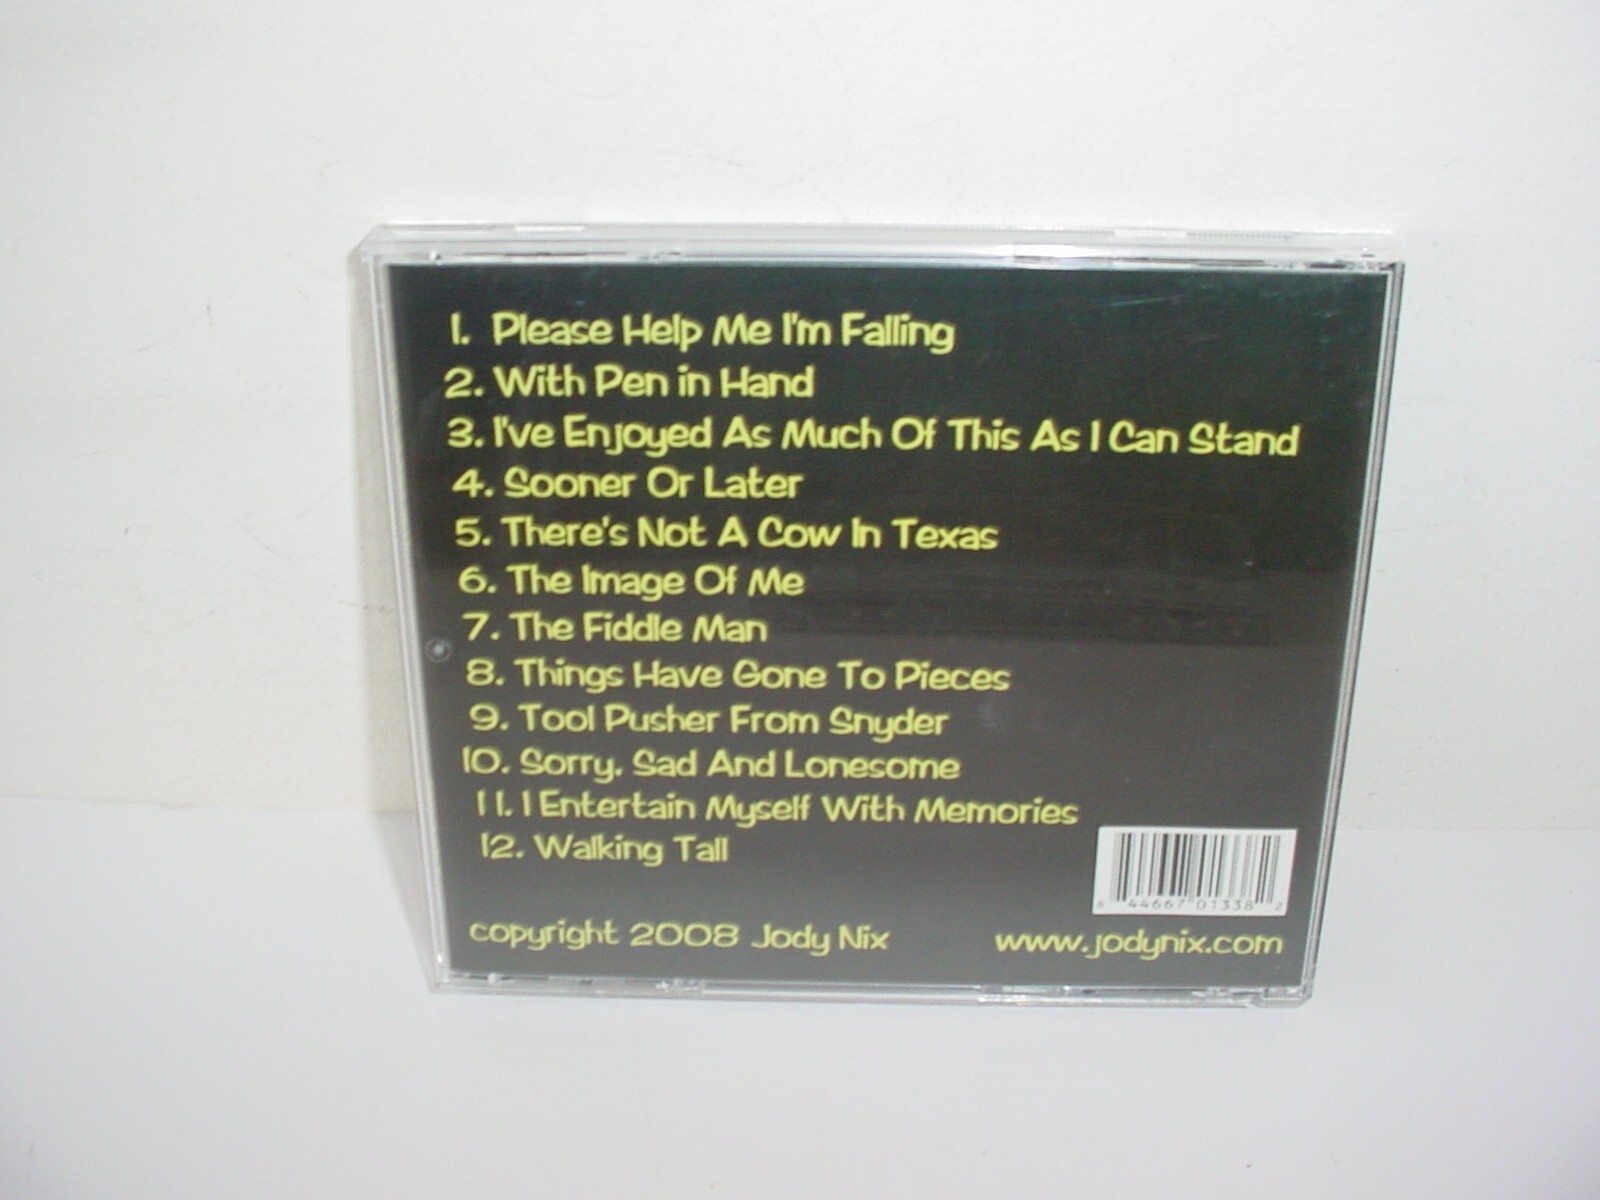 1. Please Help Me I'm Falling
2. With Pen in Hand
3. I've Enjoyed As Much Of This As I Can Stand
4. Sooner Or Later
5. There's Not A Cow In Texas
6. The Image Of Me
7. The Fiddle Man
8. Things Have Gone To Pieces
9. Tool Pusher From Snyder
10. Sorry, Sad And Lonesome
11. I Entertain Myself With Memories
12. Walking Tall
8 44667 01338 2
copyright 2008 Jody Nix www.jodynix.com